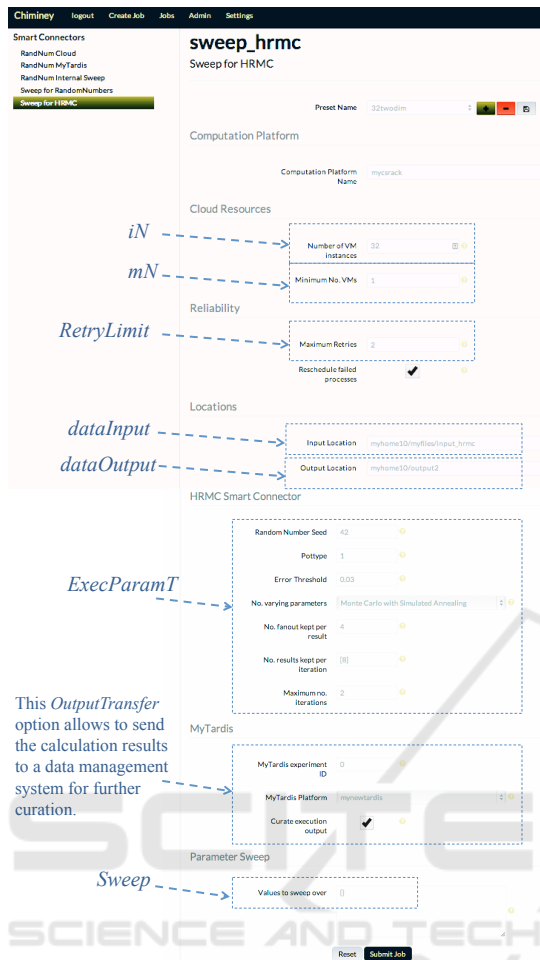 Chiminey logout Create Job Jobs Admin Settings
Smart Connectors
RandNum Cloud
RandNum MyTardis
RandNum Internal Sweep
Sweep for RandomNumbers
Sweep for HRMC
sweep_hrmc
Sweep for HRMC
Preset Name 32twodim
Computation Platform
Computation Platform Name mycsrack
Cloud Resources
iN
Number of VM instances 32
mN
Minimum No. VMs 1
Reliability
RetryLimit
Maximum Retries 2
Reschedule failed processes
Locations
dataInput
Input Location myhome10/myfiles/input_hrmc
dataOutput
Output Location myhome10/output2
HRMC Smart Connector
Random Number Seed 42
Pottype 1
Error Threshold 0.03
ExecParamT
No. varying parameters Monte Carlo with Simulated Annealing
No. fanout kept per result 4
No. results kept per iteration [8]
Maximum no. iterations 2
This OutputTransfer
option allows to send
the calculation results
to a data management
system for further
curation.
MyTardis
MyTardis experiment ID 0
MyTardis Platform mynewtardis
Curate execution output
Parameter Sweep
Sweep
Values to sweep over {}
Reset Submit Job
SCITE
SCIENCE AND TECH